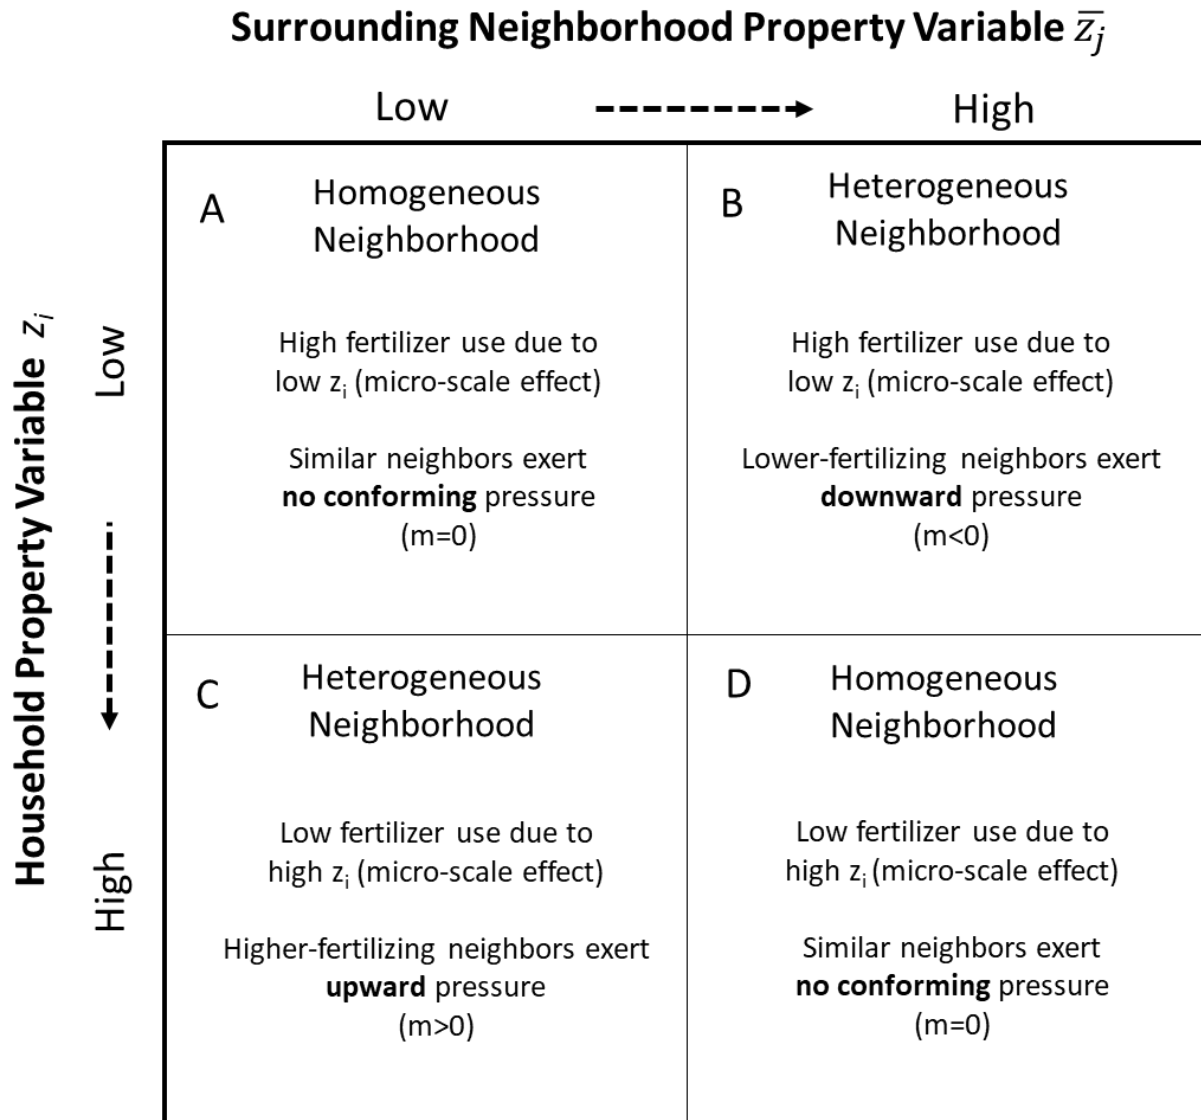 Surrounding Neighborhood Property Variable z̅ⱼ
Low
High
Household Property Variable zᵢ
Low
High
A
Homogeneous
Neighborhood
High fertilizer use due to
low zᵢ (micro-scale effect)
Similar neighbors exert
no conforming pressure
(m=0)
B
Heterogeneous
Neighborhood
High fertilizer use due to
low zᵢ (micro-scale effect)
Lower-fertilizing neighbors exert
downward pressure
(m<0)
C
Heterogeneous
Neighborhood
Low fertilizer use due to
high zᵢ (micro-scale effect)
Higher-fertilizing neighbors exert
upward pressure
(m>0)
D
Homogeneous
Neighborhood
Low fertilizer use due to
high zᵢ (micro-scale effect)
Similar neighbors exert
no conforming pressure
(m=0)